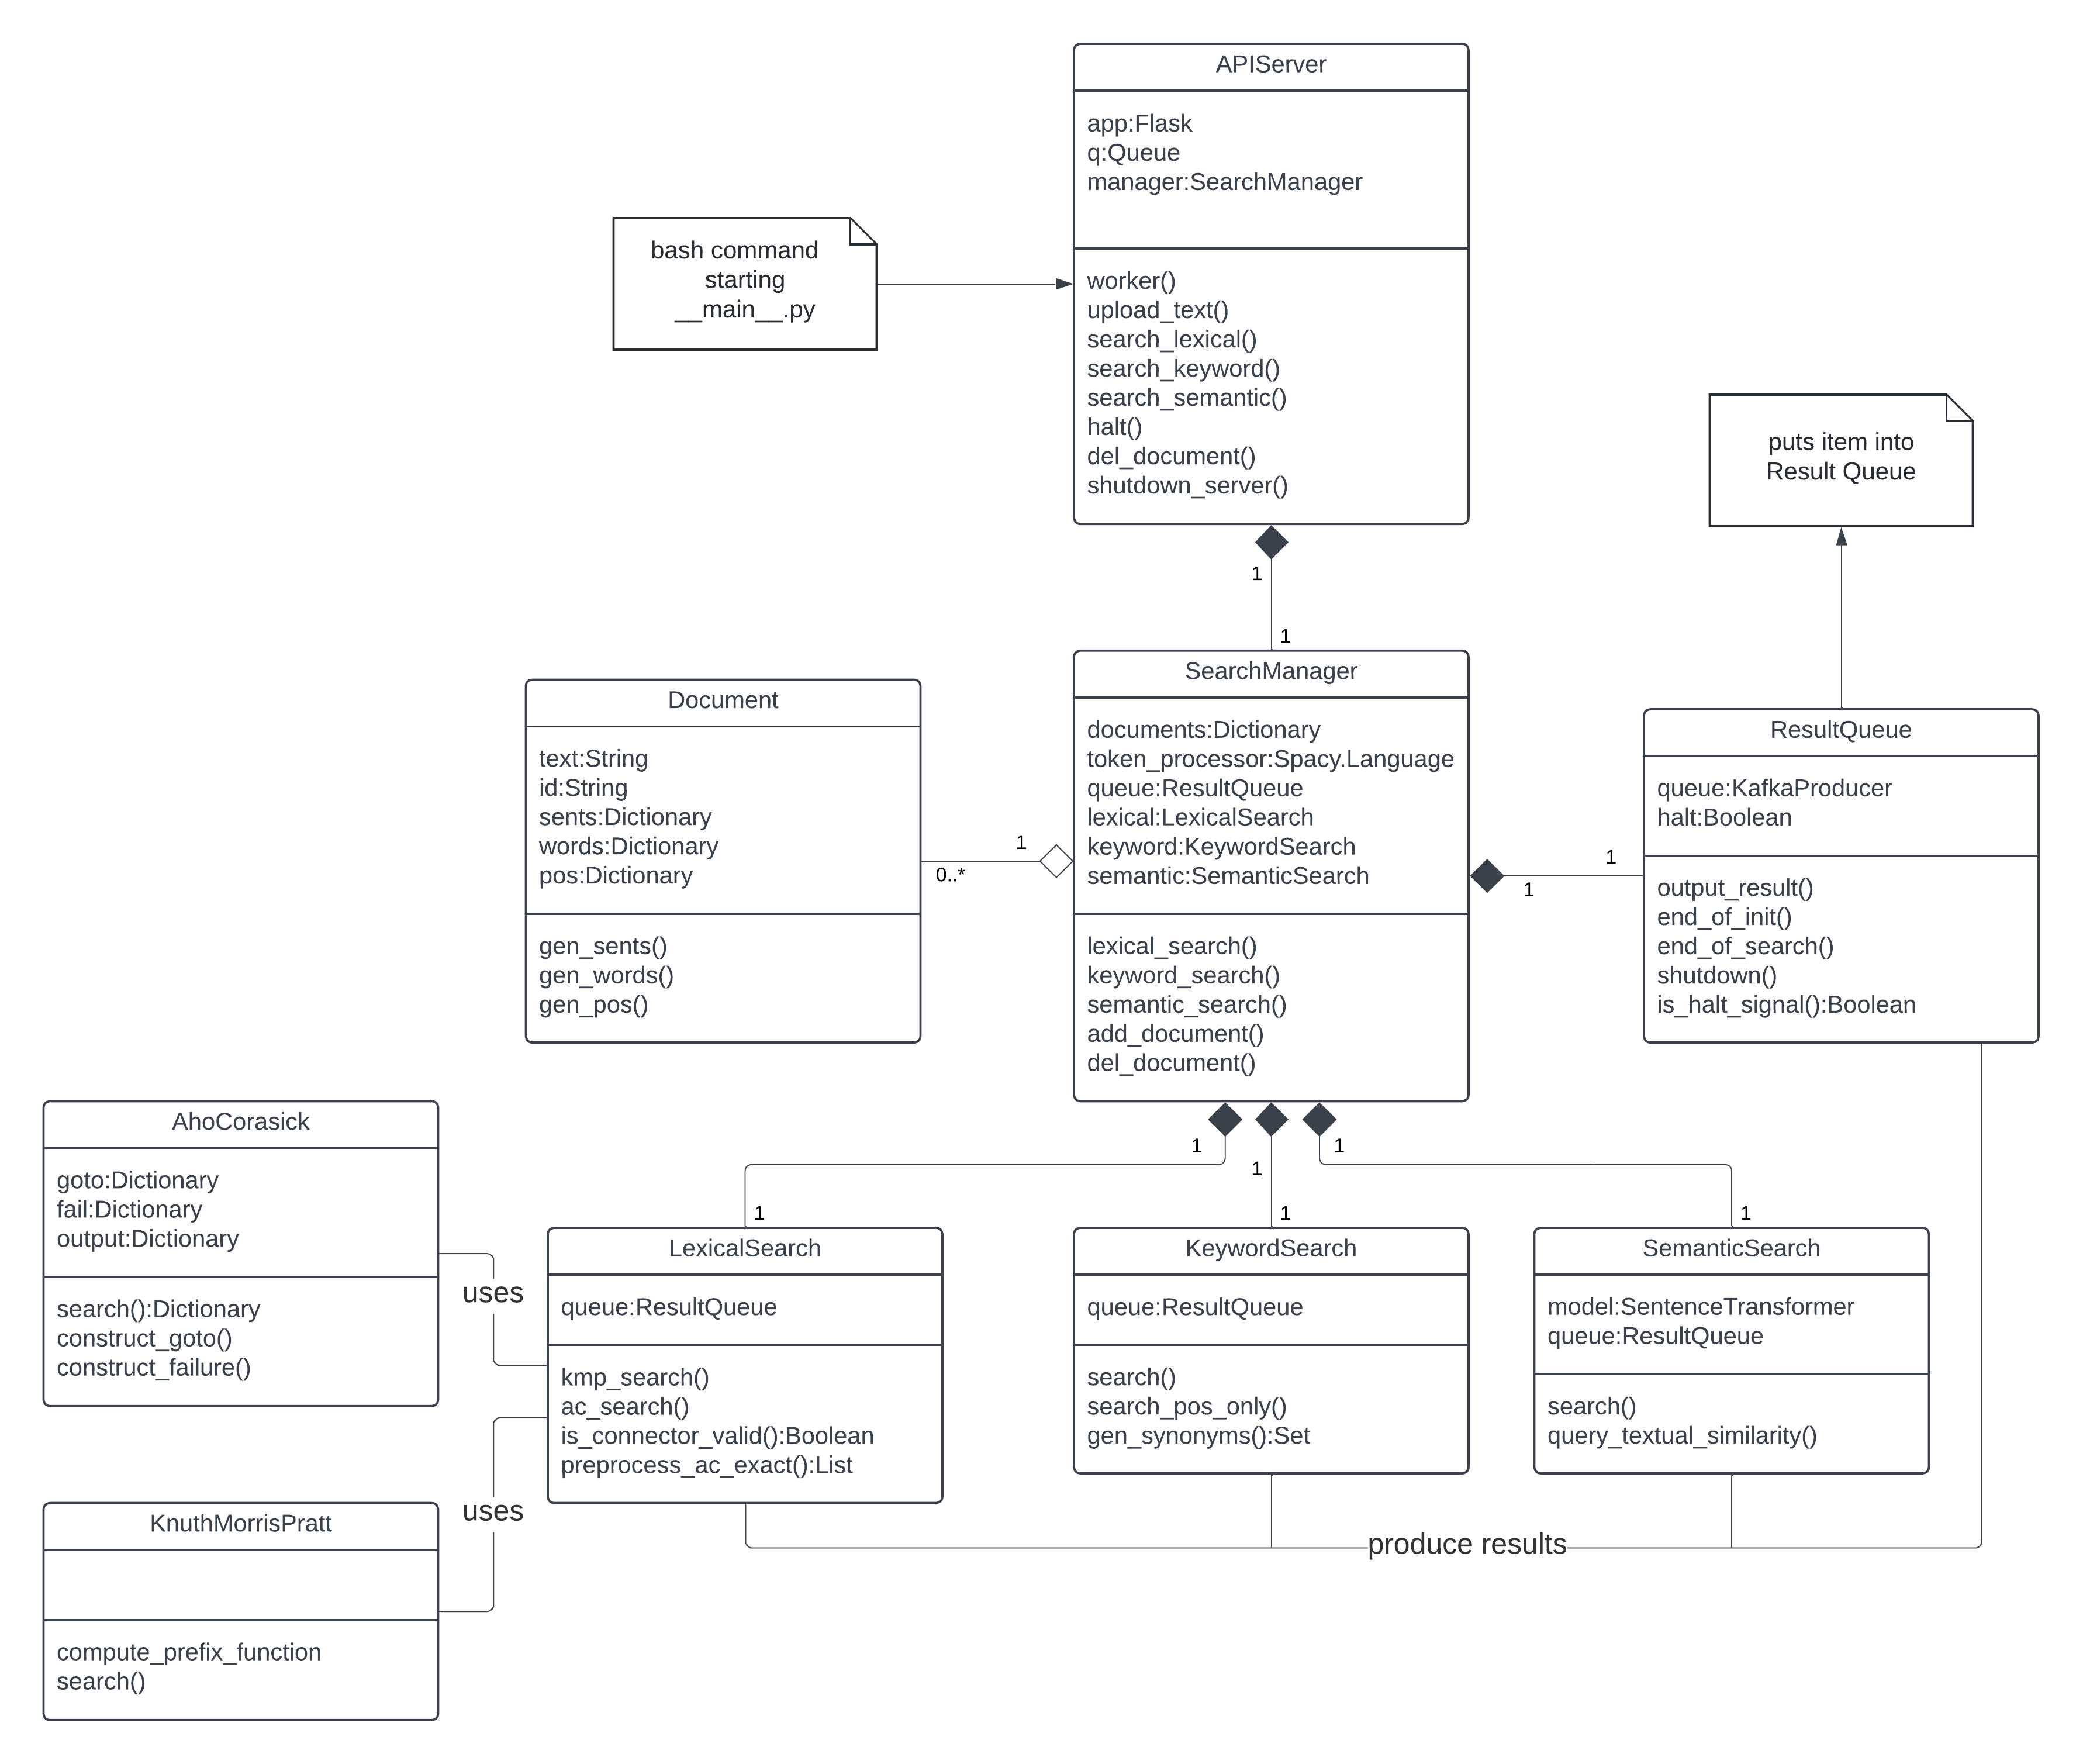 APIServer
app:Flask
q:Queue
manager:SearchManager
worker()
upload_text()
search_lexical()
search_keyword()
search_semantic()
halt()
del_document()
shutdown_server()
bash command
starting
__main__.py
puts item into
Result Queue
1
1
SearchManager
documents:Dictionary
token_processor:Spacy.Language
queue:ResultQueue
lexical:LexicalSearch
keyword:KeywordSearch
semantic:SemanticSearch
lexical_search()
keyword_search()
semantic_search()
add_document()
del_document()
Document
text:String
id:String
sents:Dictionary
words:Dictionary
pos:Dictionary
gen_sents()
gen_words()
gen_pos()
1
0..*
1
1
ResultQueue
queue:KafkaProducer
halt:Boolean
output_result()
end_of_init()
end_of_search()
shutdown()
is_halt_signal():Boolean
AhoCorasick
goto:Dictionary
fail:Dictionary
output:Dictionary
search():Dictionary
construct_goto()
construct_failure()
uses
1
1
1
1
1
1
LexicalSearch
queue:ResultQueue
kmp_search()
ac_search()
is_connector_valid():Boolean
preprocess_ac_exact():List
KeywordSearch
queue:ResultQueue
search()
search_pos_only()
gen_synonyms():Set
SemanticSearch
model:SentenceTransformer
queue:ResultQueue
search()
query_textual_similarity()
uses
KnuthMorrisPratt
compute_prefix_function
search()
produce results